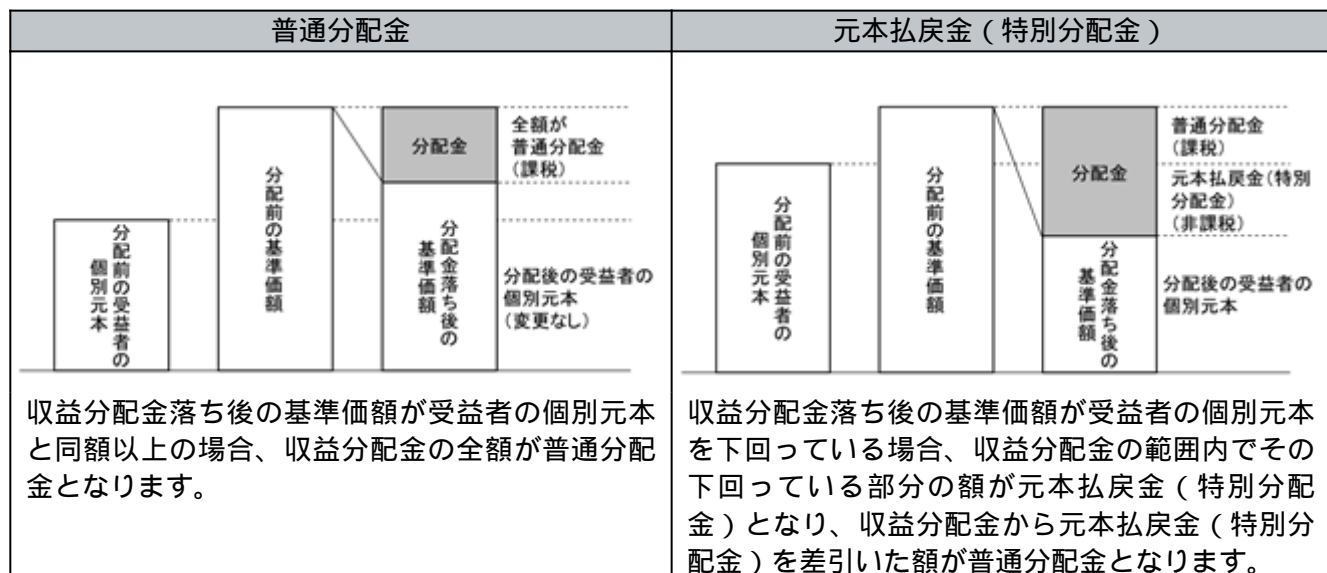 普通分配金
分配前の受益者の
個別元本
分配前の基準価額
分配金
分配金落ち後の
基準価額
全額が
普通分配金
(課税)
分配後の受益者の
個別元本
(変更なし)
収益分配金落ち後の基準価額が受益者の個別元本
と同額以上の場合、収益分配金の全額が普通分配
金となります。
元本払戻金(特別分配金)
分配前の受益者の
個別元本
分配前の基準価額
分配金
分配金落ち後の
基準価額
普通分配金
(課税)
元本払戻金(特別
分配金)
(非課税)
分配後の受益者の
個別元本
収益分配金落ち後の基準価額が受益者の個別元本
を下回っている場合、収益分配金の範囲内でその
下回っている部分の額が元本払戻金(特別分配
金)となり、収益分配金から元本払戻金(特別分
配金)を差引いた額が普通分配金となります。